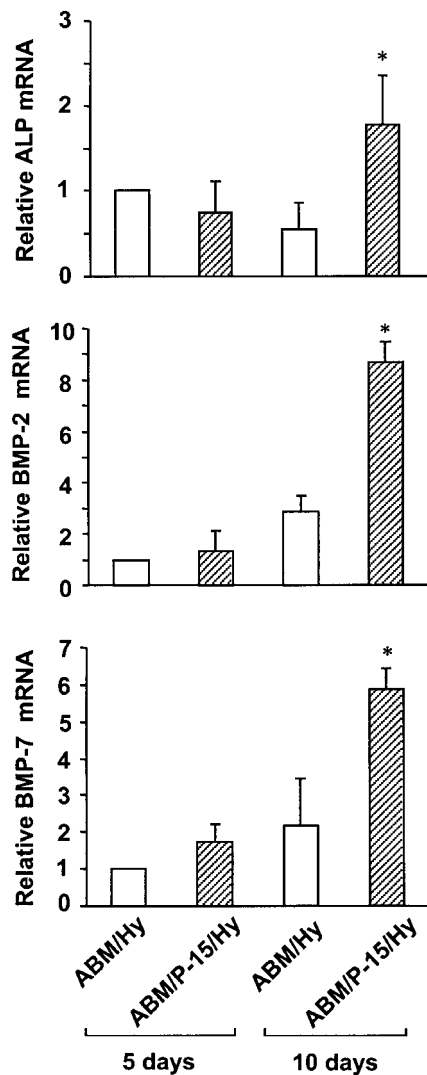 Relative ALP mRNA
3
2
1
0
*
Relative BMP-2 mRNA
10
8
6
4
2
0
*
Relative BMP-7 mRNA
7
6
5
4
3
2
1
0
*
ABM/Hy
ABM/P-15/Hy
ABM/Hy
ABM/P-15/Hy
5 days
10 days